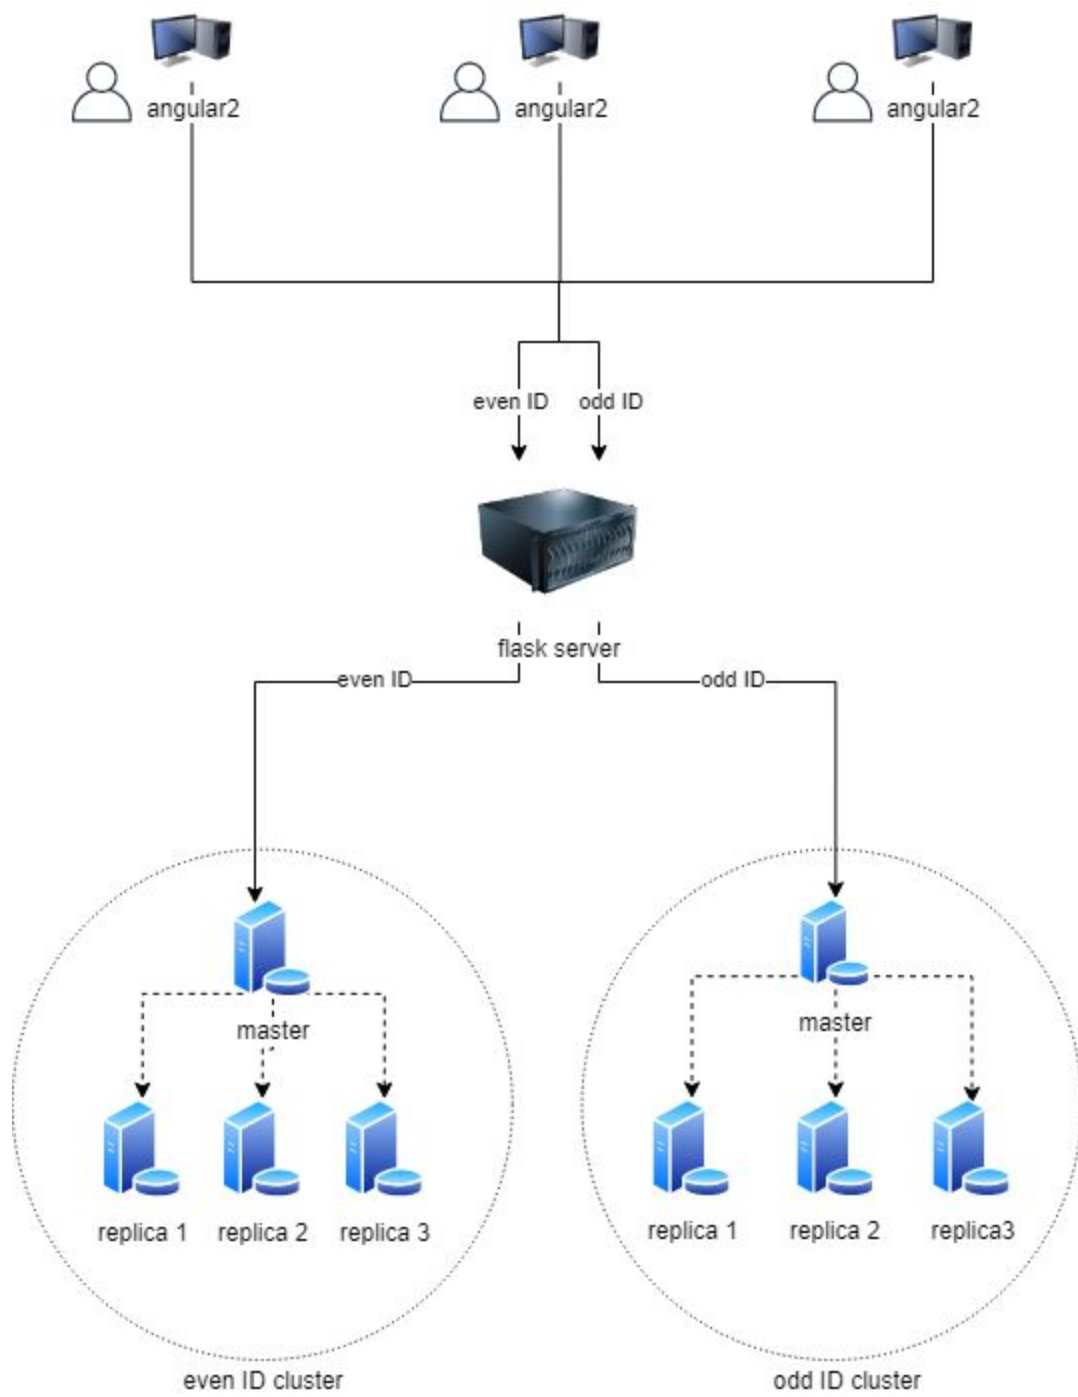 angular2
angular2
angular2
even ID
odd ID
flask server
even ID
odd ID
master
master
replica 1
replica 2
replica 3
replica 1
replica 2
replica3
even ID cluster
odd ID cluster